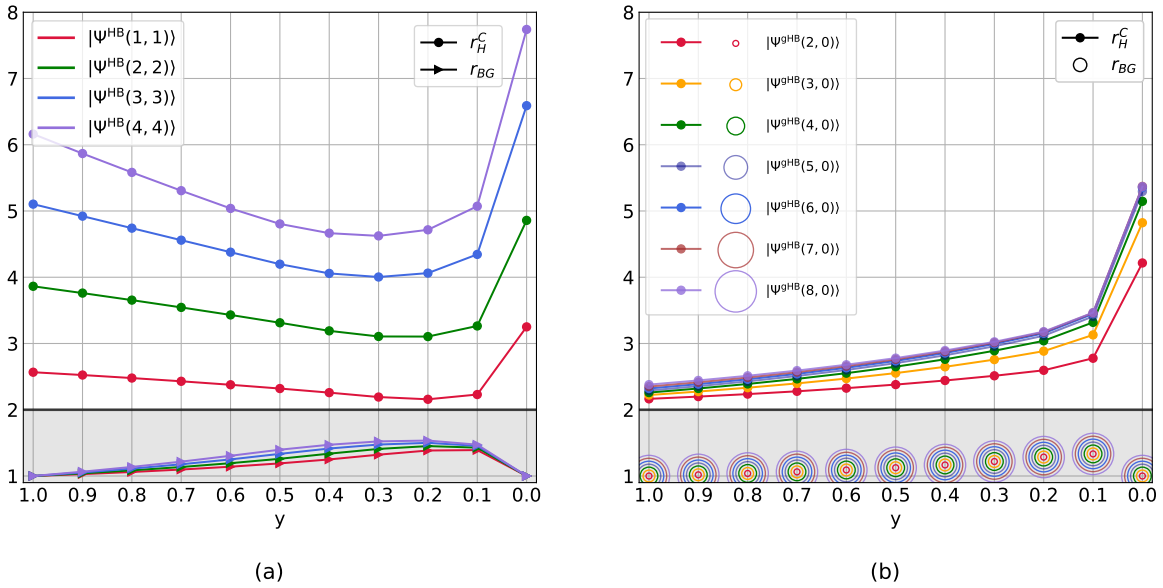 8
7
6
5
4
3
2
1
|Ψ^HB(1, 1)⟩
|Ψ^HB(2, 2)⟩
|Ψ^HB(3, 3)⟩
|Ψ^HB(4, 4)⟩
r_H^C
r_BG
1.0 0.9 0.8 0.7 0.6 0.5 0.4 0.3 0.2 0.1 0.0
y
(a)
8
7
6
5
4
3
2
1
|Ψ^gHB(2, 0)⟩
|Ψ^gHB(3, 0)⟩
|Ψ^gHB(4, 0)⟩
|Ψ^gHB(5, 0)⟩
|Ψ^gHB(6, 0)⟩
|Ψ^gHB(7, 0)⟩
|Ψ^gHB(8, 0)⟩
r_H^C
r_BG
1.0 0.9 0.8 0.7 0.6 0.5 0.4 0.3 0.2 0.1 0.0
y
(b)